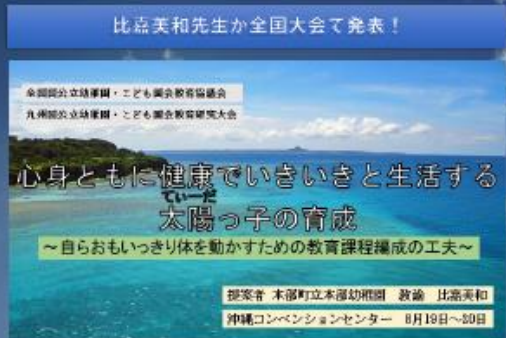 比嘉美和先生が全国大会で発表！
全国国公立幼稚園・こども園会教育協議会
九州国公立幼稚園・こども園会教育研究大会
心身ともに健康でいきいきと生活する
てぃーだ
太陽っ子の育成
～自らおもいっきり体を動かすための教育課程編成の工夫～
提案者 本部町立本部幼稚園 教諭 比嘉美和
沖縄コンベンションセンター 8月19日～20日